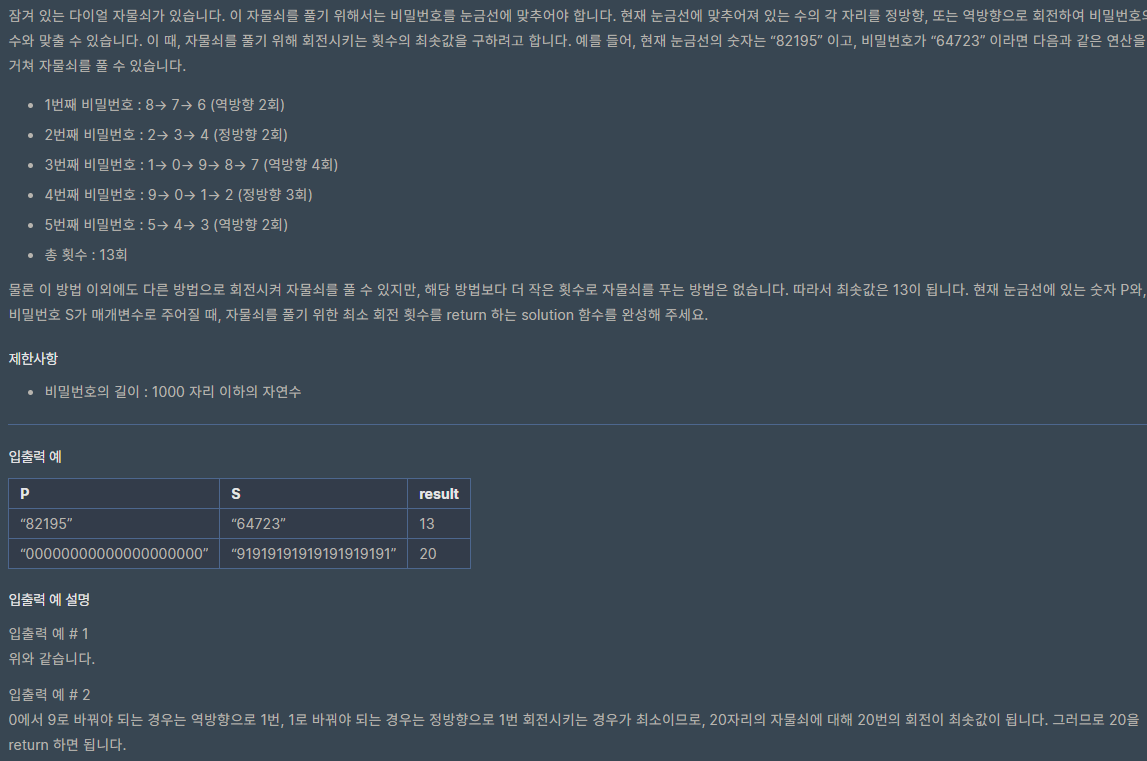 잠겨 있는 다이얼 자물쇠가 있습니다. 이 자물쇠를 풀기 위해서는 비밀번호를 눈금선에 맞추어야 합니다. 현재 눈금선에 맞추어져 있는 수의 각 자리를 정방향, 또는 역방향으로 회전하여 비밀번호의
수와 맞출 수 있습니다. 이 때, 자물쇠를 풀기 위해 회전시키는 횟수의 최솟값을 구하려고 합니다. 예를 들어, 현재 눈금선의 숫자는 “82195” 이고, 비밀번호가 “64723” 이라면 다음과 같은 연산을
거쳐 자물쇠를 풀 수 있습니다.
• 1번째 비밀번호 : 8→ 7→ 6 (역방향 2회)
• 2번째 비밀번호 : 2→ 3→ 4 (정방향 2회)
• 3번째 비밀번호 : 1→ 0→ 9→ 8→ 7 (역방향 4회)
• 4번째 비밀번호 : 9→ 0→ 1→ 2 (정방향 3회)
• 5번째 비밀번호 : 5→ 4→ 3 (역방향 2회)
• 총 횟수 : 13회
물론 이 방법 이외에도 다른 방법으로 회전시켜 자물쇠를 풀 수 있지만, 해당 방법보다 더 작은 횟수로 자물쇠를 푸는 방법은 없습니다. 따라서 최솟값은 13이 됩니다. 현재 눈금선에 있는 숫자 P와,
비밀번호 S가 매개변수로 주어질 때, 자물쇠를 풀기 위한 최소 회전 횟수를 return 하는 solution 함수를 완성해 주세요.
제한사항
• 비밀번호의 길이 : 1000 자리 이하의 자연수
입출력 예
P S result
“82195” “64723” 13
“00000000000000000000” “91919191919191919191” 20
입출력 예 설명
입출력 예 # 1
위와 같습니다.
입출력 예 # 2
0에서 9로 바꿔야 되는 경우는 역방향으로 1번, 1로 바꿔야 되는 경우는 정방향으로 1번 회전시키는 경우가 최소이므로, 20자리의 자물쇠에 대해 20번의 회전이 최솟값이 됩니다. 그러므로 20을
return 하면 됩니다.